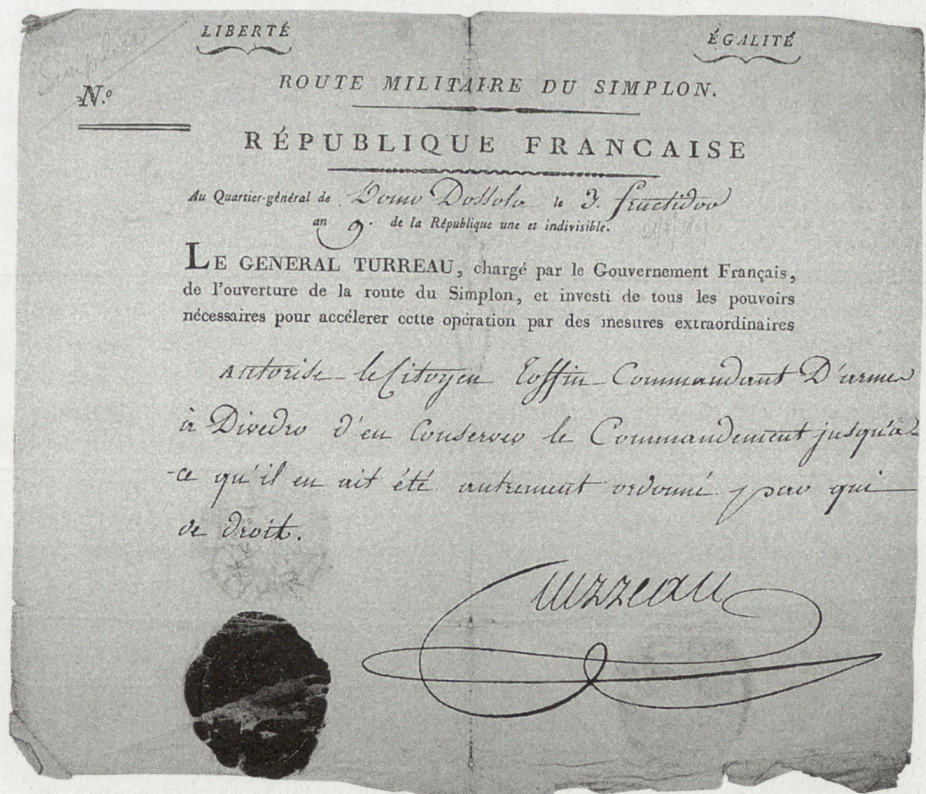 LIBERTÉ ÉGALITÉ
Simplon
N.º
ROUTE MILITAIRE DU SIMPLON.
RÉPUBLIQUE FRANCAISE
Au Quartier-général de Domo Dossola le 3. fructidor
an 9. de la République une et indivisible.
LE GENERAL TURREAU, chargé par le Gouvernement Français,
de l'ouverture de la route du Simplon, et investi de tous les pouvoirs
nécessaires pour accélerer cette opération par des mesures extraordinaires
autorise le Citoyen Coffin Commandant D'armes
à Divedro d'en Conserver le Commandement jusqu'à
ce qu'il en ait été autrement ordonné par qui
de droit.
Turreau